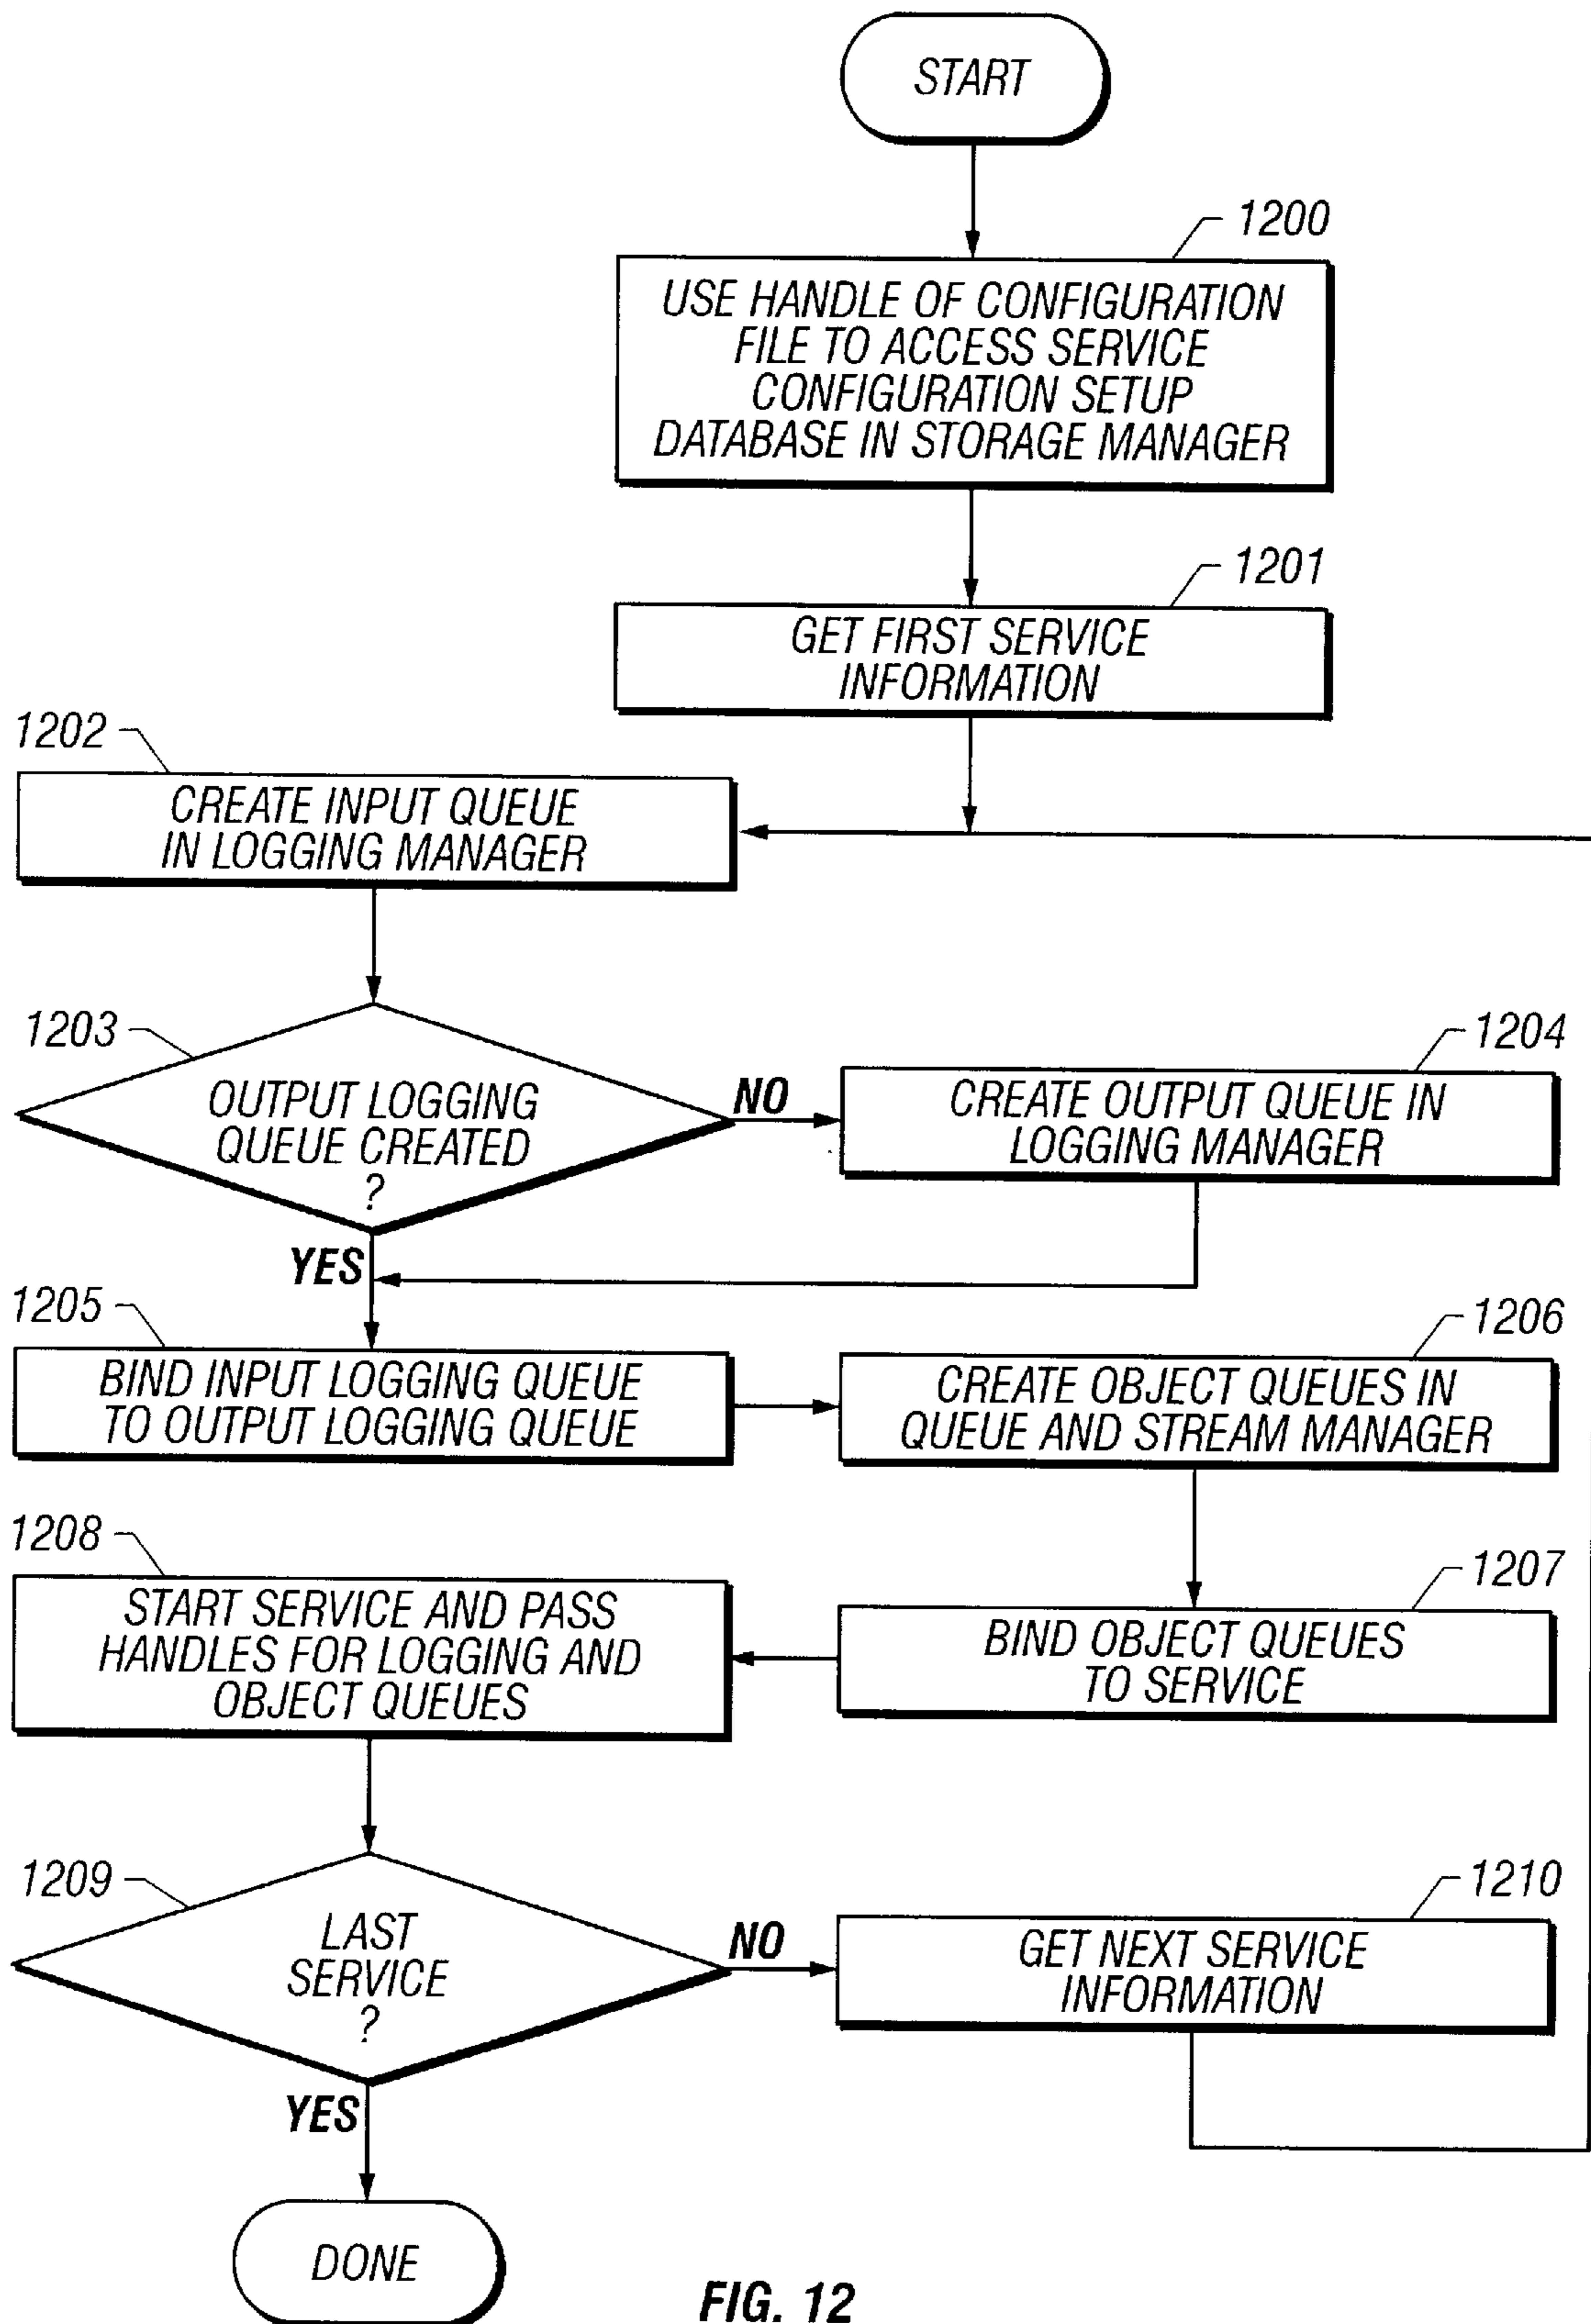 START
1200
USE HANDLE OF CONFIGURATION
FILE TO ACCESS SERVICE
CONFIGURATION SETUP
DATABASE IN STORAGE MANAGER
1201
GET FIRST SERVICE
INFORMATION
1202
CREATE INPUT QUEUE
IN LOGGING MANAGER
1203
OUTPUT LOGGING
QUEUE CREATED
?
NO
1204
CREATE OUTPUT QUEUE IN
LOGGING MANAGER
YES
1205
BIND INPUT LOGGING QUEUE
TO OUTPUT LOGGING QUEUE
1206
CREATE OBJECT QUEUES IN
QUEUE AND STREAM MANAGER
1207
BIND OBJECT QUEUES
TO SERVICE
1208
START SERVICE AND PASS
HANDLES FOR LOGGING AND
OBJECT QUEUES
1209
LAST
SERVICE
?
NO
1210
GET NEXT SERVICE
INFORMATION
YES
DONE
FIG. 12